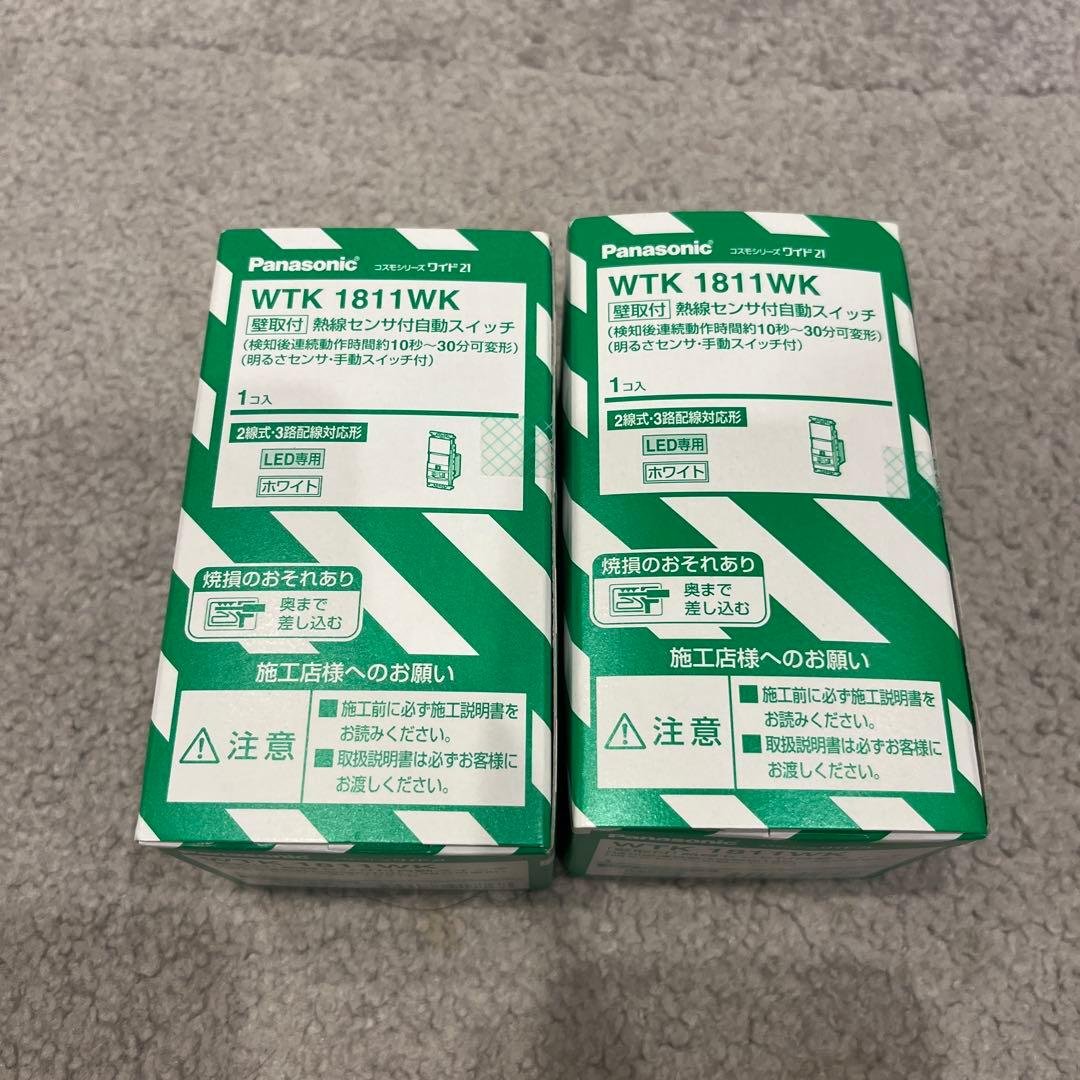 Panasonic コスモシリーズ ワイド21
WTK 1811WK
壁取付 熱線センサ付自動スイッチ
(検知後連続動作時間約10秒〜30分可変形)
(明るさセンサ・手動スイッチ付)
1コ入
2線式・3路配線対応形
LED専用
ホワイト
焼損のおそれあり
奥まで
差し込む
施工店様へのお願い
注意
■施工前に必ず施工説明書を
お読みください。
■取扱説明書は必ずお客様に
お渡しください。
Panasonic コスモシリーズ ワイド21
WTK 1811WK
壁取付 熱線センサ付自動スイッチ
(検知後連続動作時間約10秒〜30分可変形)
(明るさセンサ・手動スイッチ付)
1コ入
2線式・3路配線対応形
LED専用
ホワイト
焼損のおそれあり
奥まで
差し込む
施工店様へのお願い
注意
■施工前に必ず施工説明書を
お読みください。
■取扱説明書は必ずお客様に
お渡しください。
Panasonic
WTK 1811WK